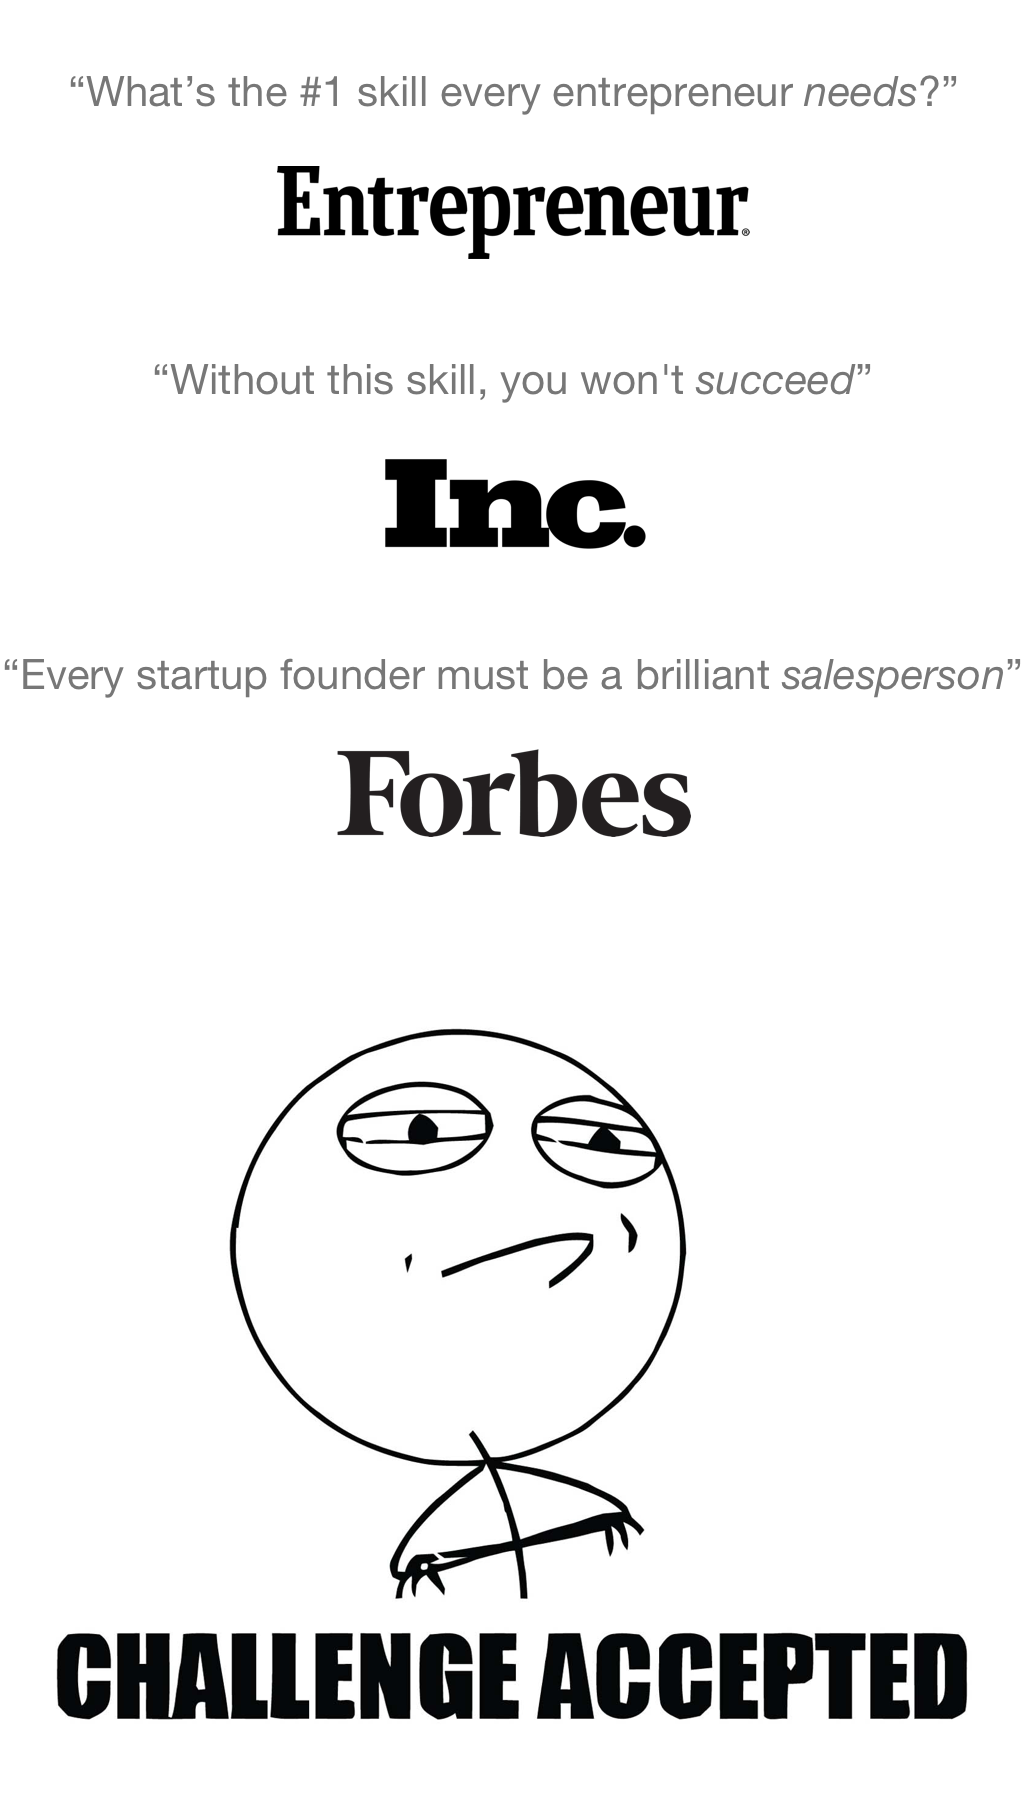 “What’s the #1 skill every entrepreneur needs?”
Entrepreneur®
“Without this skill, you won't succeed”
Inc.
“Every startup founder must be a brilliant salesperson”
Forbes
CHALLENGE ACCEPTED